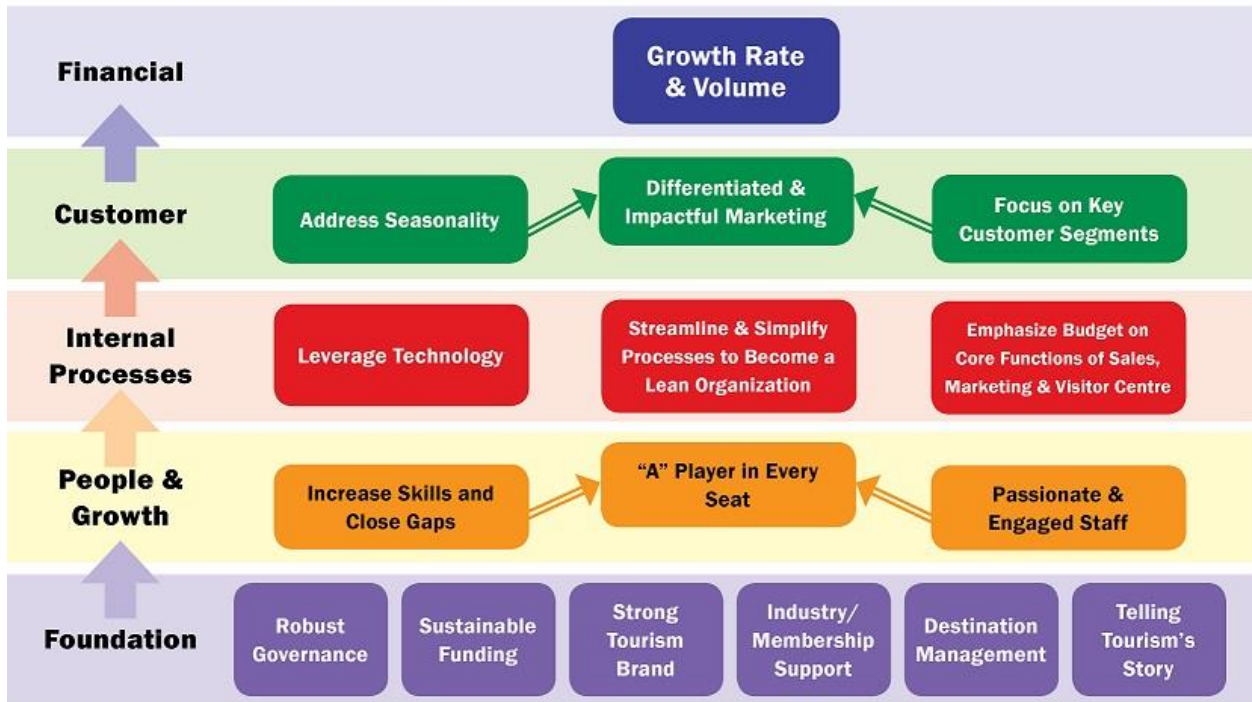 Financial
Growth Rate
& Volume
Customer
Address Seasonality
Differentiated &
Impactful Marketing
Focus on Key
Customer Segments
Internal
Processes
Leverage Technology
Streamline & Simplify
Processes to Become a
Lean Organization
Emphasize Budget on
Core Functions of Sales,
Marketing & Visitor Centre
People &
Growth
Increase Skills and
Close Gaps
“A” Player in Every
Seat
Passionate &
Engaged Staff
Foundation
Robust
Governance
Sustainable
Funding
Strong
Tourism
Brand
Industry/
Membership
Support
Destination
Management
Telling
Tourism’s
Story